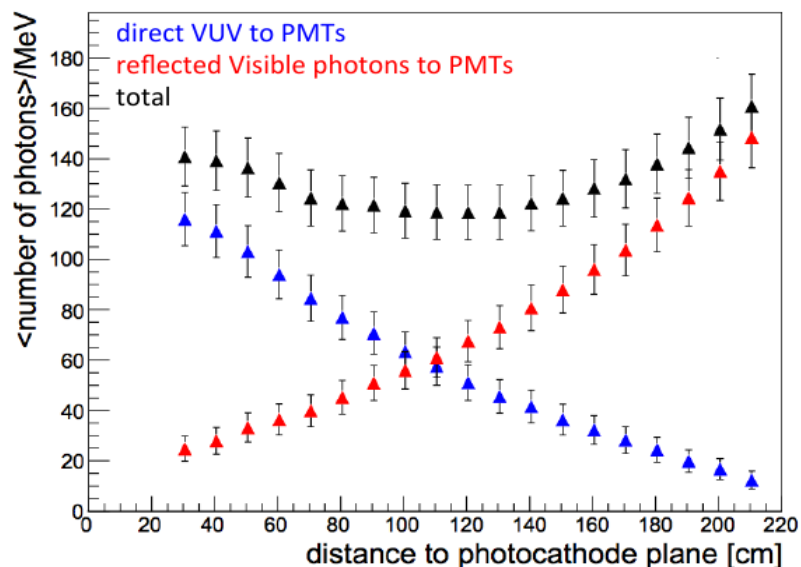 <number of photons>/MeV
180
160
140
120
100
80
60
40
20
0
direct VUV to PMTs
reflected Visible photons to PMTs
total
0 20 40 60 80 100 120 140 160 180 200 220
distance to photocathode plane [cm]